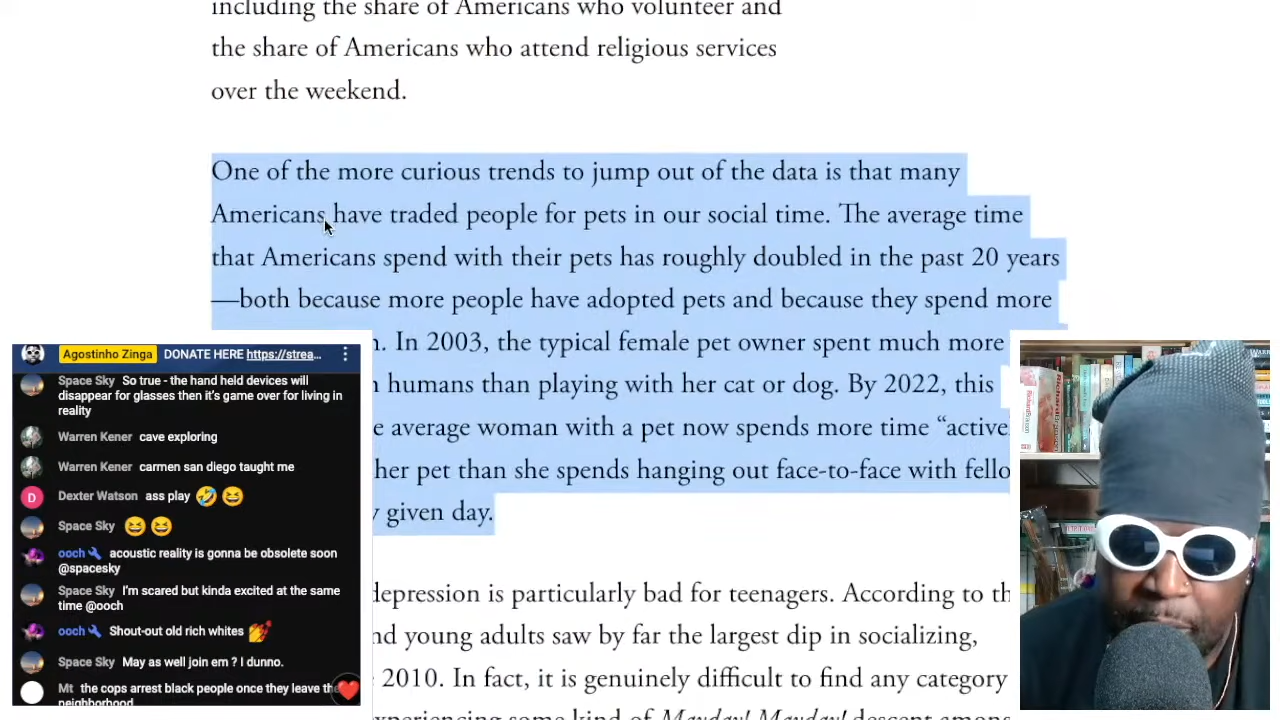 including the share of Americans who volunteer and
the share of Americans who attend religious services
over the weekend.
One of the more curious trends to jump out of the data is that many
Americans have traded people for pets in our social time. The average time
that Americans spend with their pets has roughly doubled in the past 20 years
—both because more people have adopted pets and because they spend more
. In 2003, the typical female pet owner spent much more
humans than playing with her cat or dog. By 2022, this
average woman with a pet now spends more time “active
her pet than she spends hanging out face-to-face with fello
given day.
depression is particularly bad for teenagers. According to th
nd young adults saw by far the largest dip in socializing,
2010. In fact, it is genuinely difficult to find any category
xperiencing some kind of Mayday! Mayday! descent among
Agostinho Zinga DONATE HERE https://strea...
Space Sky So true - the hand held devices will
disappear for glasses then it's game over for living in
reality
Warren Kener cave exploring
Warren Kener carmen san diego taught me
D Dexter Watson ass play 🤣 😆
Space Sky 😆 😆
ooch acoustic reality is gonna be obsolete soon
@spacesky
Space Sky I'm scared but kinda excited at the same
time @ooch
ooch Shout-out old rich whites 💅
Space Sky May as well join em ? I dunno.
Mt the cops arrest black people once they leave th
neighborhood